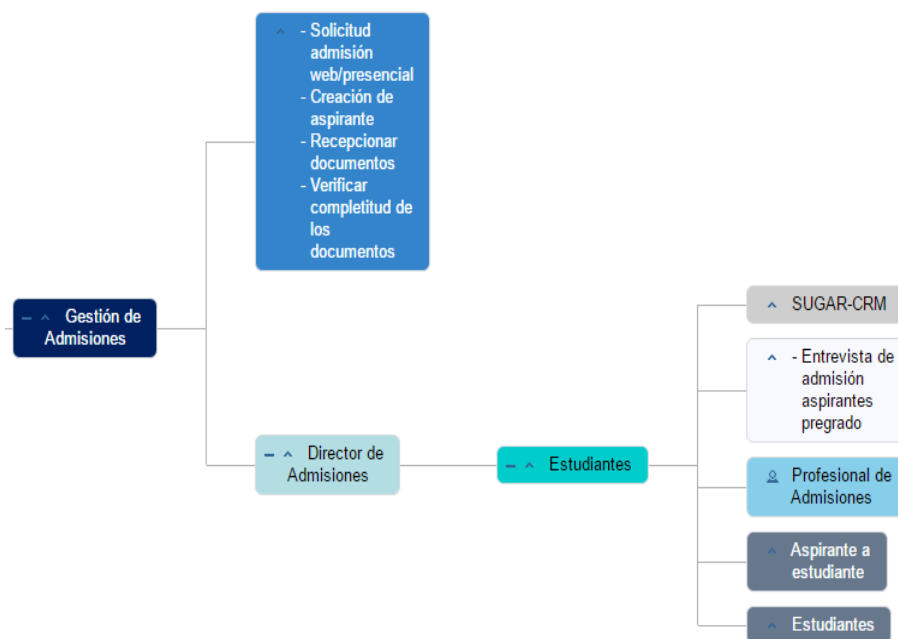 - Solicitud
admisión
web/presencial
- Creación de
aspirante
- Recepcionar
documentos
- Verificar
completitud de
los
documentos
Gestión de
Admisiones
SUGAR-CRM
- Entrevista de
admisión
aspirantes
pregrado
Director de
Admisiones
Estudiantes
Profesional de
Admisiones
Aspirante a
estudiante
Estudiantes